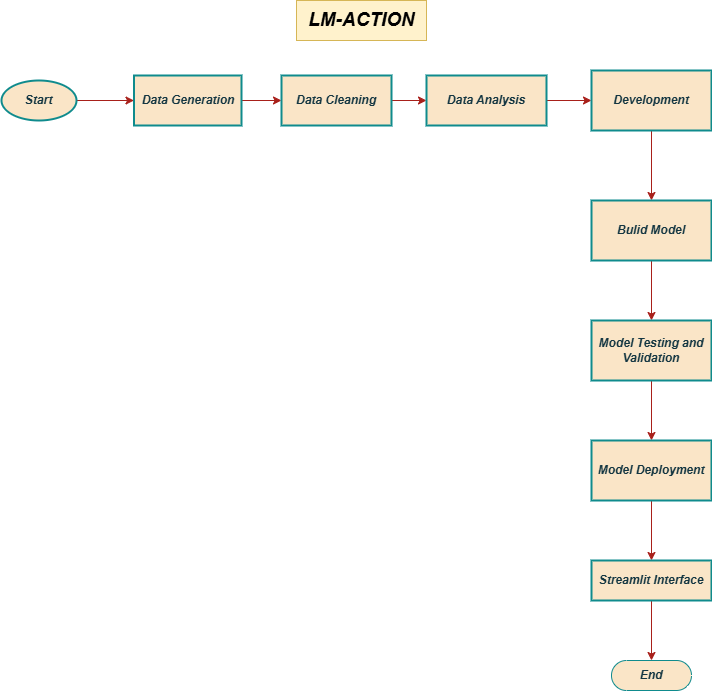 LM-ACTION
Start
Data Generation
Data Cleaning
Data Analysis
Development
Bulid Model
Model Testing and
Validation
Model Deployment
Streamlit Interface
End